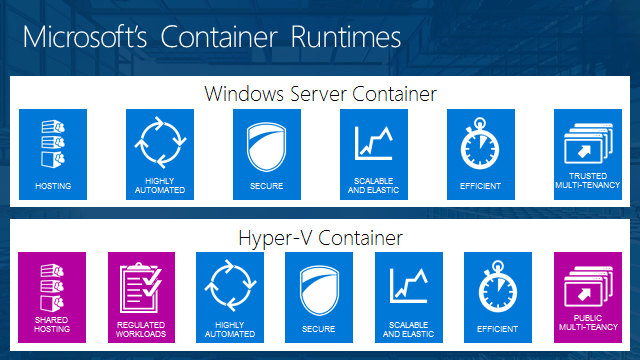 Microsoft's Container Runtimes
Windows Server Container
HOSTING
HIGHLY
AUTOMATED
SECURE
SCALABLE
AND ELASTIC
EFFICIENT
TRUSTED
MULTI-TENANCY
Hyper-V Container
SHARED
HOSTING
REGULATED
WORKLOADS
HIGHLY
AUTOMATED
SECURE
SCALABLE
AND ELASTIC
EFFICIENT
PUBLIC
MULTI-TEANCY